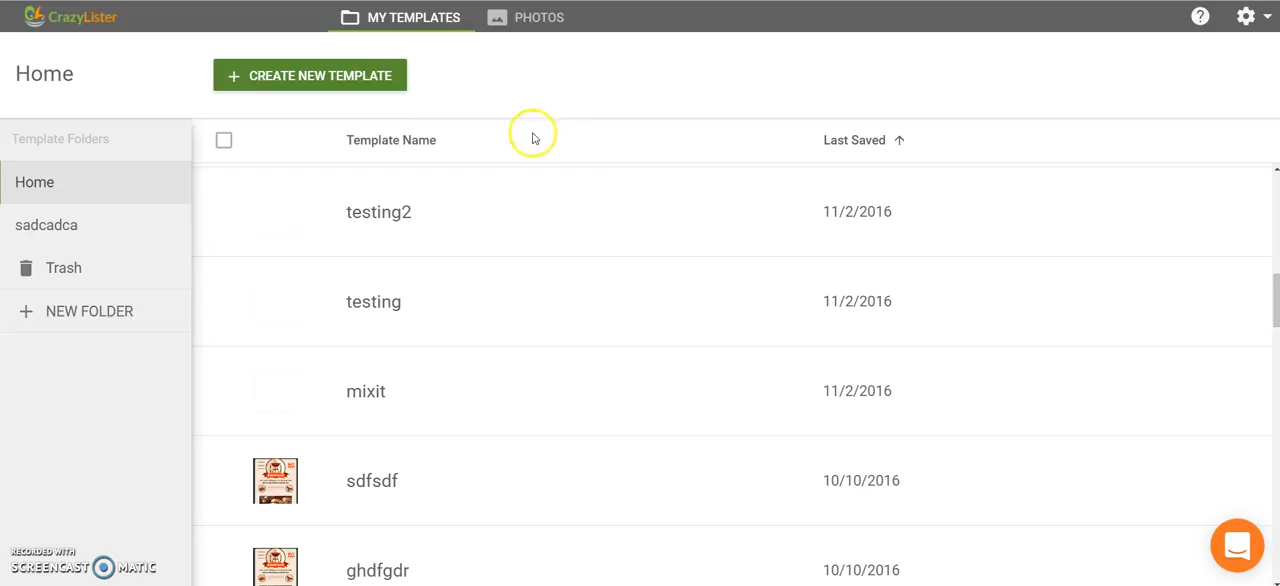 CrazyLister
MY TEMPLATES
PHOTOS
Home
CREATE NEW TEMPLATE
Template Folders
Template Name
Last Saved
Home
sadcadca
Trash
NEW FOLDER
testing2
11/2/2016
testing
11/2/2016
mixit
11/2/2016
sdfsdf
10/10/2016
ghdfgdr
10/10/2016
RECORDED WITH
SCREENCAST MATIC